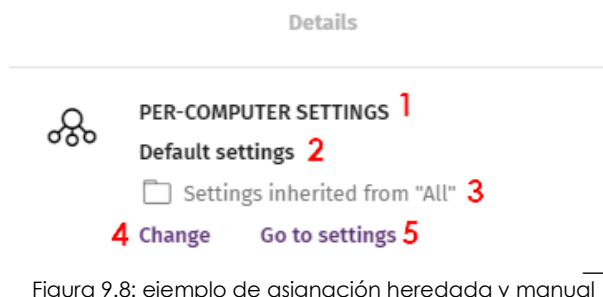 Details
PER-COMPUTER SETTINGS 1
Default settings 2
Settings inherited from "All" 3
4 Change Go to settings 5
Figura 9.8: ejemplo de asignación heredada y manual